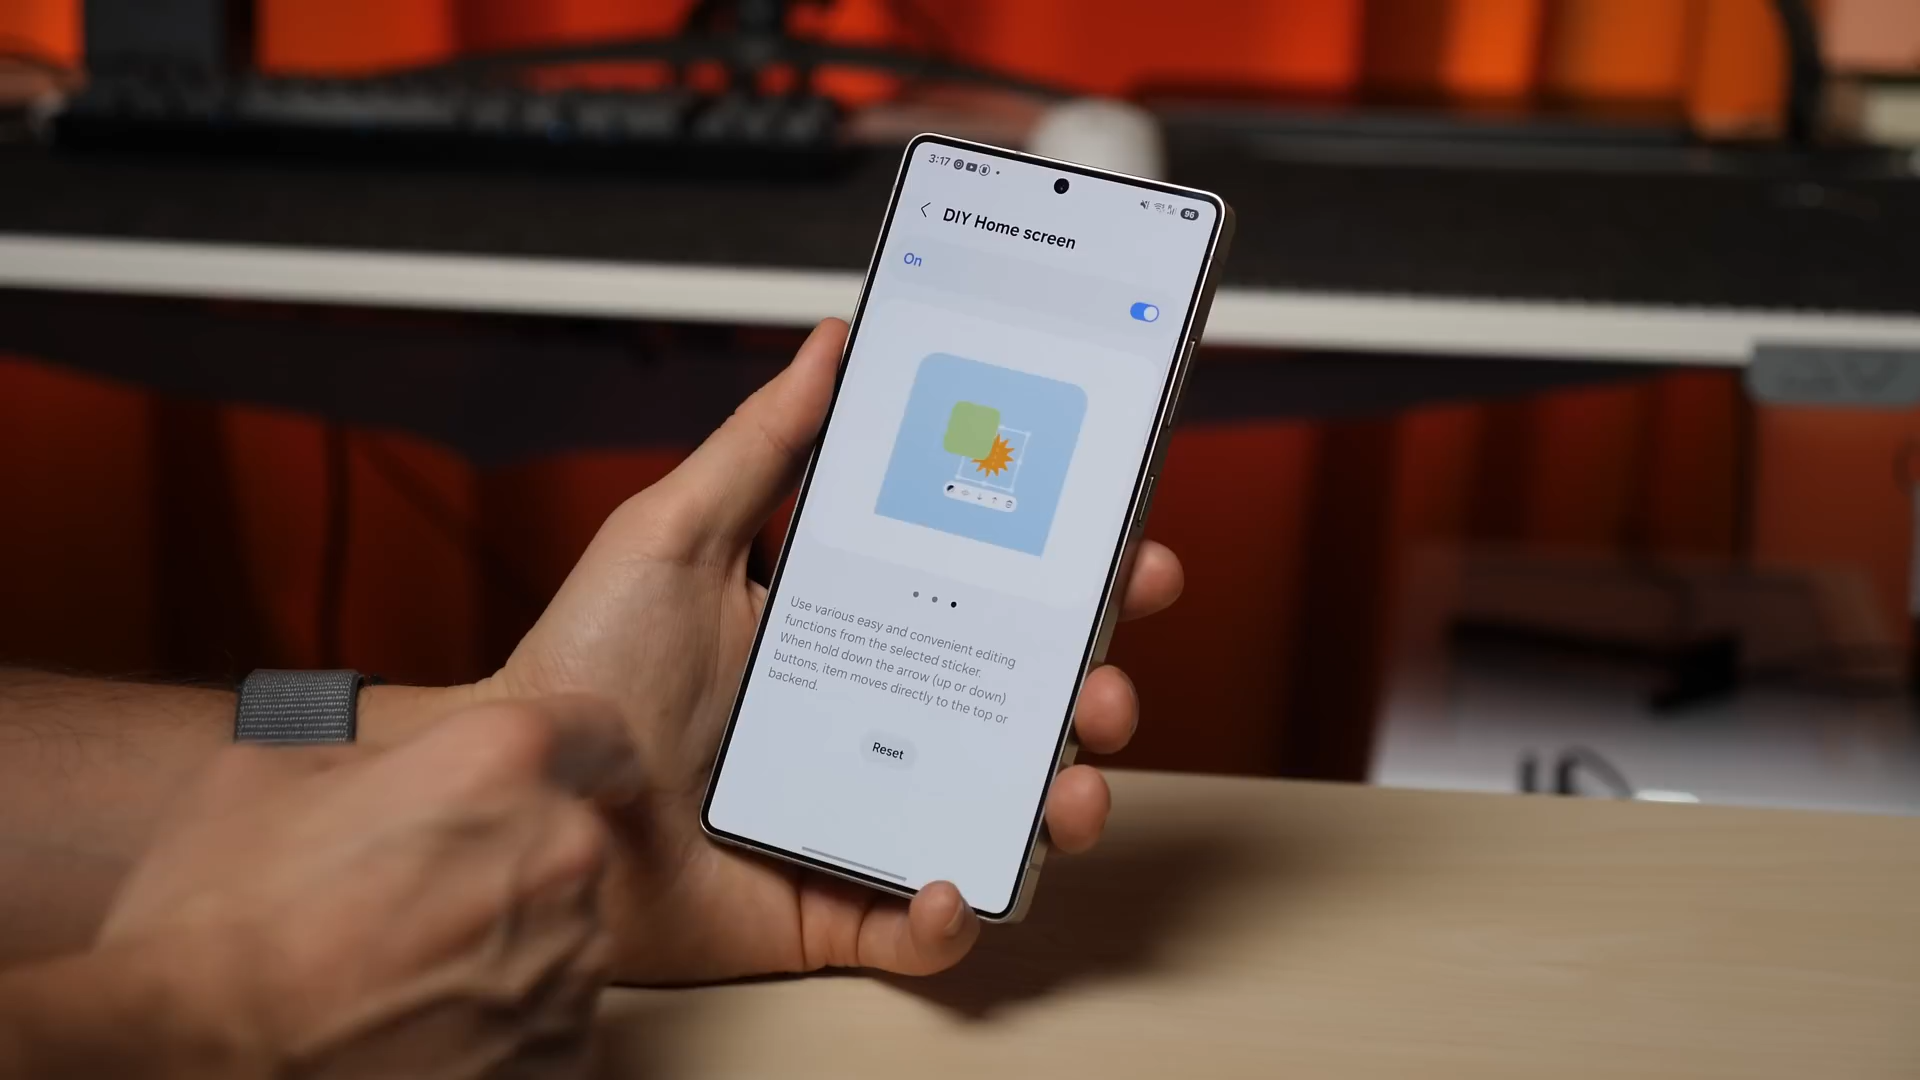 3:17
96
DIY Home screen
On
Use various easy and convenient editing
functions from the selected sticker.
When hold down the arrow (up or down)
buttons, item moves directly to the top or
backend.
Reset